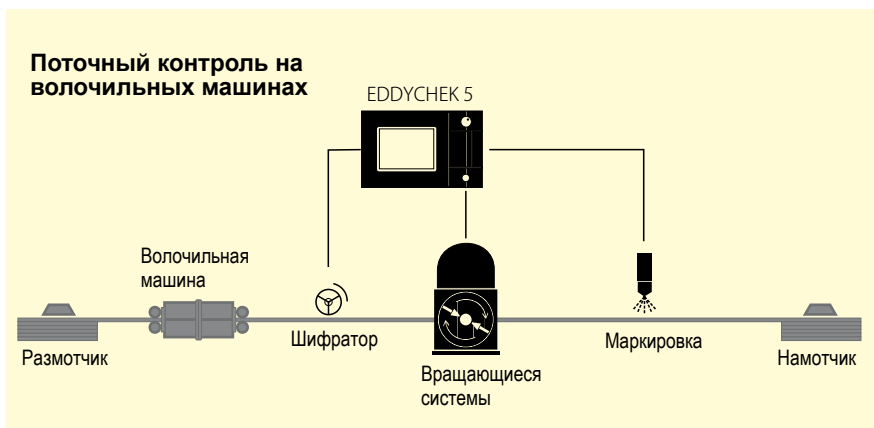 Поточный контроль на
волочильных машинах
EDDYCHEK 5
Волочильная
машина
Шифратор
Маркировка
Размотчик
Намотчик
Вращающиеся
системы